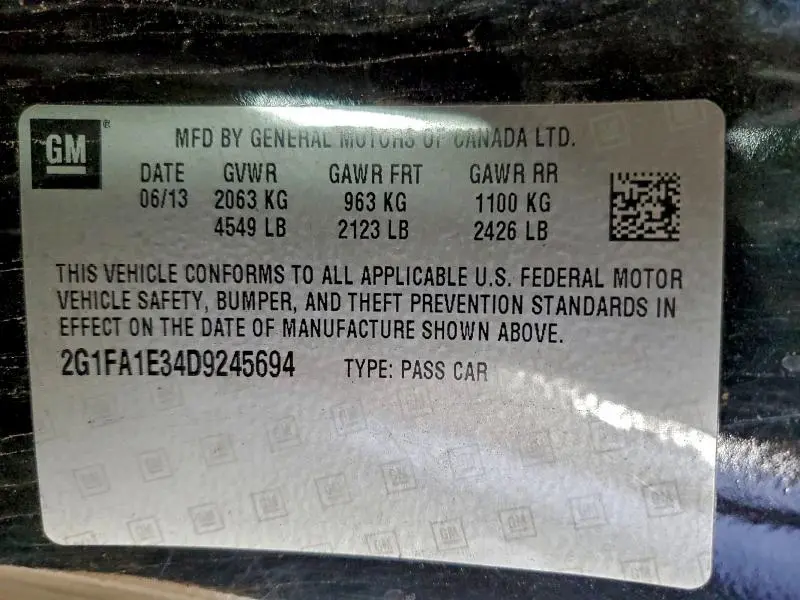 GM®
MFD BY GENERAL MOTORS OF CANADA LTD.
DATE GVWR GAWR FRT GAWR RR
06/13 2063 KG 963 KG 1100 KG
4549 LB 2123 LB 2426 LB
THIS VEHICLE CONFORMS TO ALL APPLICABLE U.S. FEDERAL MOTOR
VEHICLE SAFETY, BUMPER, AND THEFT PREVENTION STANDARDS IN
EFFECT ON THE DATE OF MANUFACTURE SHOWN ABOVE.
2G1FA1E34D9245694 TYPE: PASS CAR